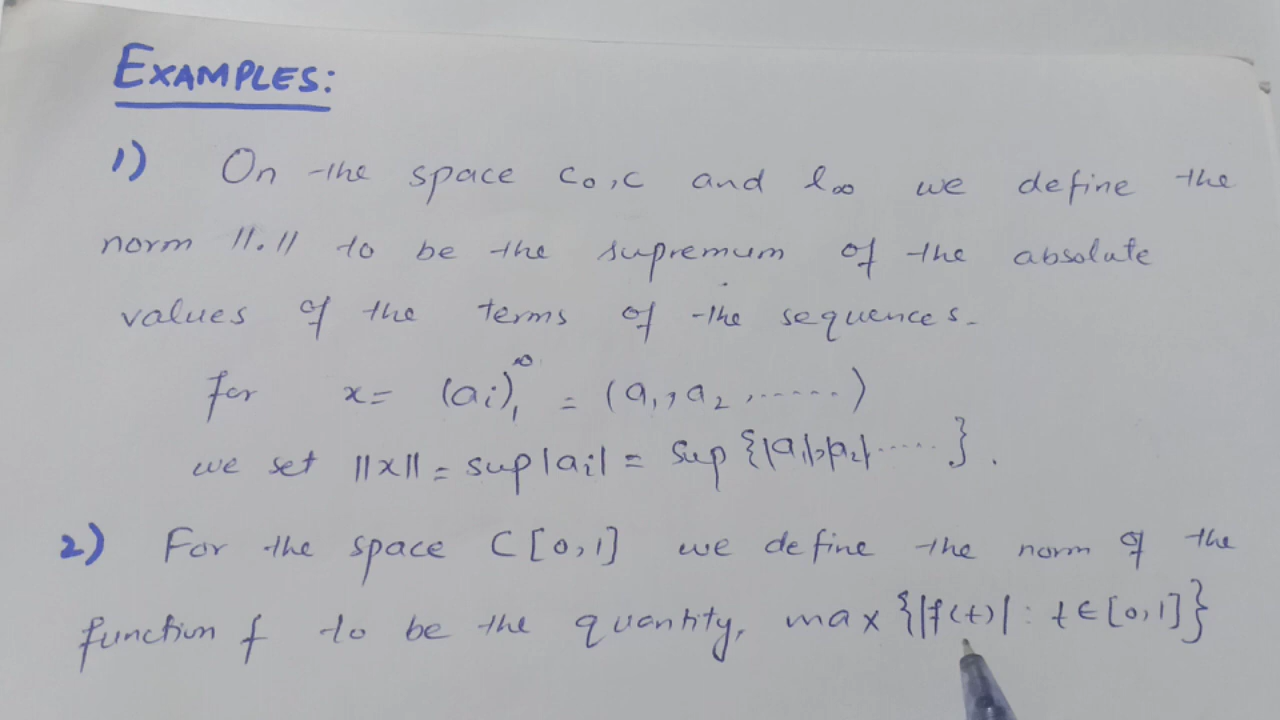 EXAMPLES:
1) On the space c₀, c and l∞ we define the
norm ||.|| to be the supremum of the absolute
values of the terms of the sequences.
for x = (ai)₁^∞ = (a₁, a₂, ......)
we set ||x|| = sup|ai| = sup {|a₁|, |a₂|, ...... }.
2) For the space C[0,1] we define the norm of the
function f to be the quantity, max {|f(t)| : t ∈ [0,1]}